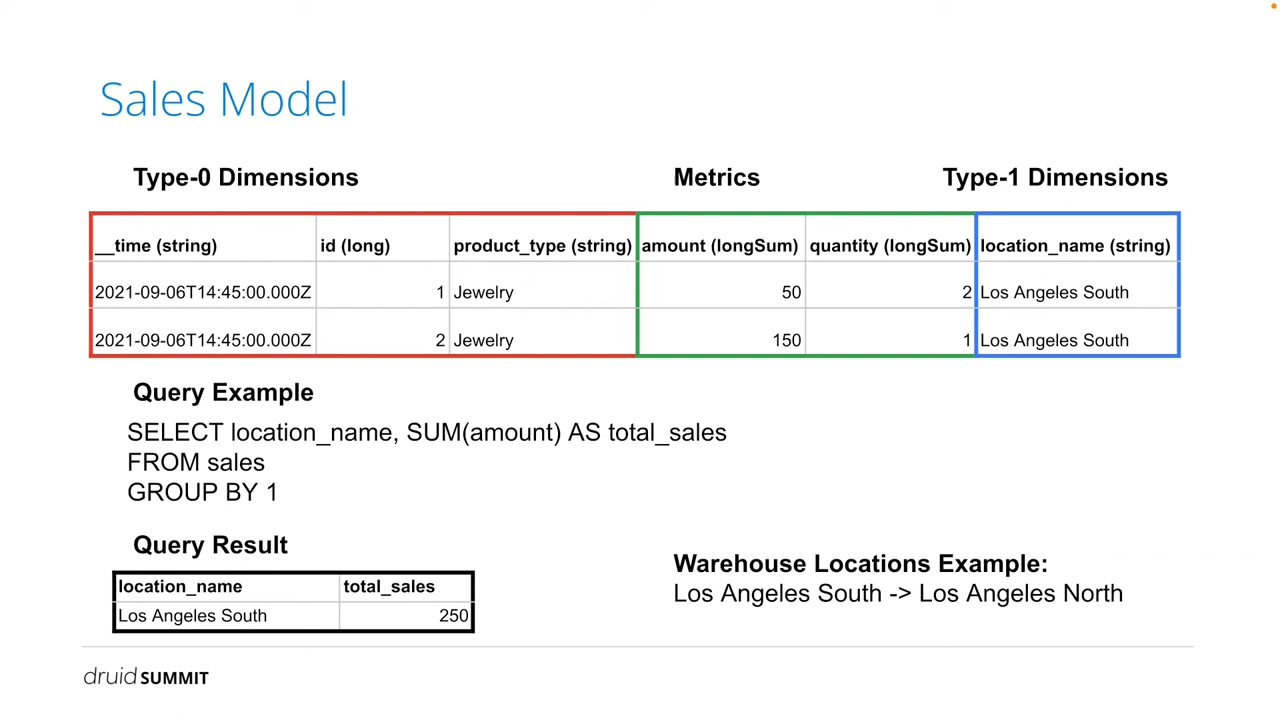 Sales Model
Type-0 Dimensions Metrics Type-1 Dimensions
__time (string) id (long) product_type (string) amount (longSum) quantity (longSum) location_name (string)
2021-09-06T14:45:00.000Z 1 Jewelry 50 2 Los Angeles South
2021-09-06T14:45:00.000Z 2 Jewelry 150 1 Los Angeles South
Query Example
SELECT location_name, SUM(amount) AS total_sales
FROM sales
GROUP BY 1
Query Result
location_name total_sales
Los Angeles South 250
Warehouse Locations Example:
Los Angeles South -> Los Angeles North
druid SUMMIT